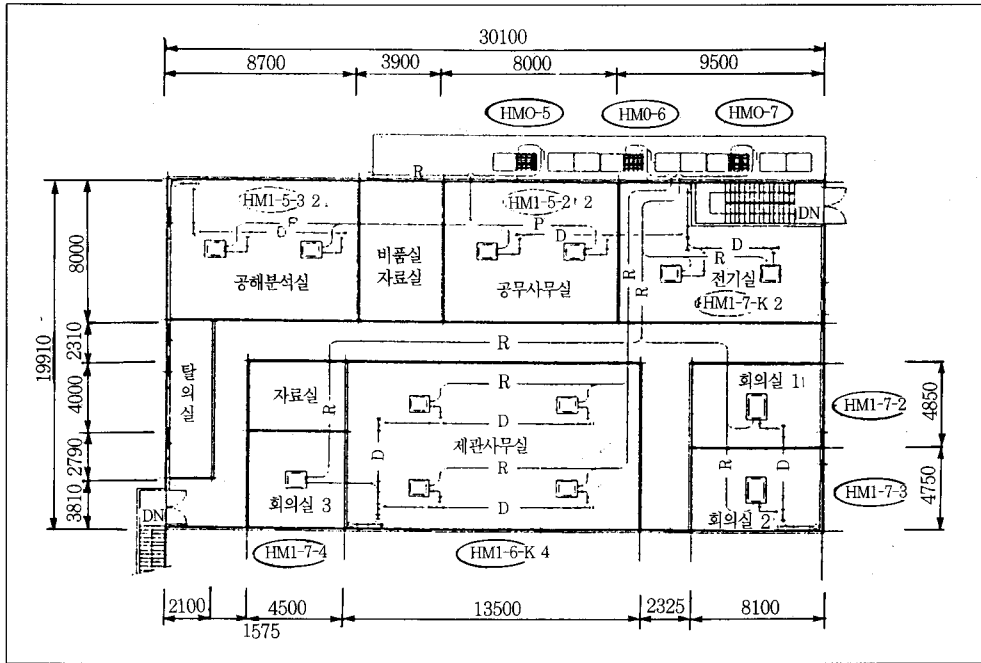 30100
8700 3900 8000 9500
HMO-5 HM0-6 HMO-7
R
HM1-5-3 2 HM1-5-2 2
DN
P P D D
R
비품실
자료실
공해분석실 공무사무실 전기실
HM1-7-K 2
R R
19910
8000
2310
4000
2790
3810
R
탈의실
자료실
R
R
D
D
제관사무실
R
D
회의실 3
회의실 1
R D
회의실 2
HM1-7-2
HM1-7-3
4850
4750
DN
HM1-7-4 HM1-6-K 4
2100 4500 13500 2325 8100
1575